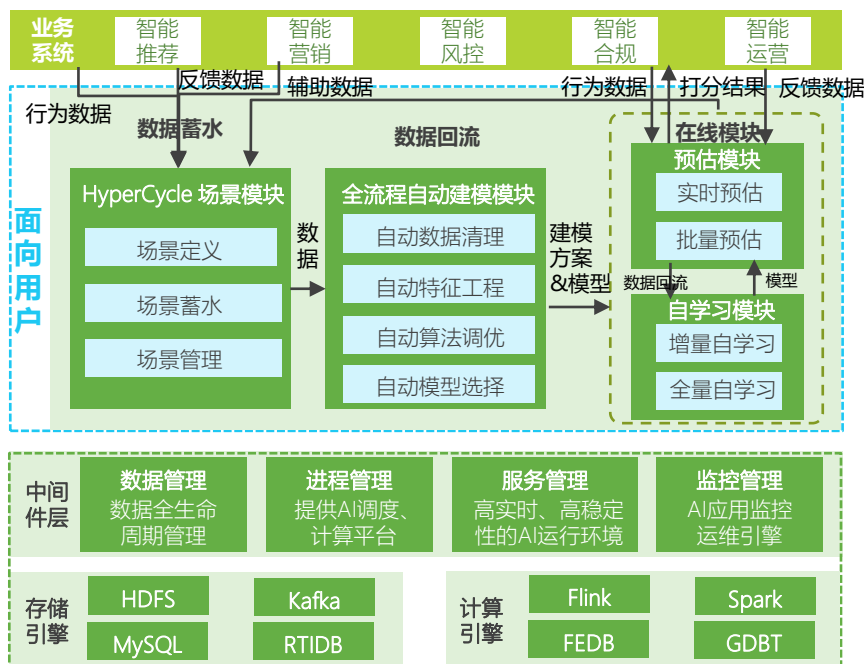 业务
系统
智能
推荐
智能
营销
智能
风控
智能
合规
智能
运营
行为数据
反馈数据
辅助数据
行为数据
打分结果
反馈数据
数据蓄水
数据回流
在线模块
面
向
用
户
HyperCycle 场景模块
场景定义
场景蓄水
场景管理
数
据
全流程自动建模模块
自动数据清理
自动特征工程
自动算法调优
自动模型选择
建模
方案
&模型
预估模块
实时预估
批量预估
数据回流
模型
自学习模块
增量自学习
全量自学习
中间
件层
数据管理
数据全生命
周期管理
进程管理
提供AI调度、
计算平台
服务管理
高实时、高稳定
性的AI运行环境
监控管理
AI应用监控
运维引擎
存储
引擎
HDFS
Kafka
MySQL
RTIDB
计算
引擎
Flink
Spark
FEDB
GDBT